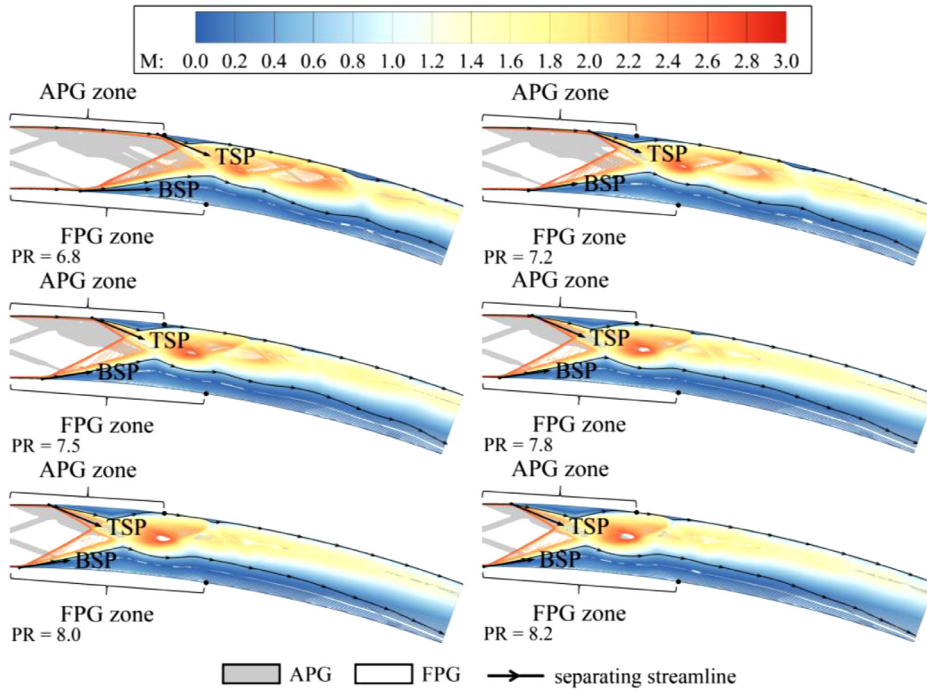 M: 0.0 0.2 0.4 0.6 0.8 1.0 1.2 1.4 1.6 1.8 2.0 2.2 2.4 2.6 2.8 3.0
APG zone
TSP
BSP
FPG zone
PR = 6.8
APG zone
TSP
BSP
FPG zone
PR = 7.2
APG zone
TSP
BSP
FPG zone
PR = 7.5
APG zone
TSP
BSP
FPG zone
PR = 7.8
APG zone
TSP
BSP
FPG zone
PR = 8.0
APG zone
TSP
BSP
FPG zone
PR = 8.2
APG FPG separating streamline